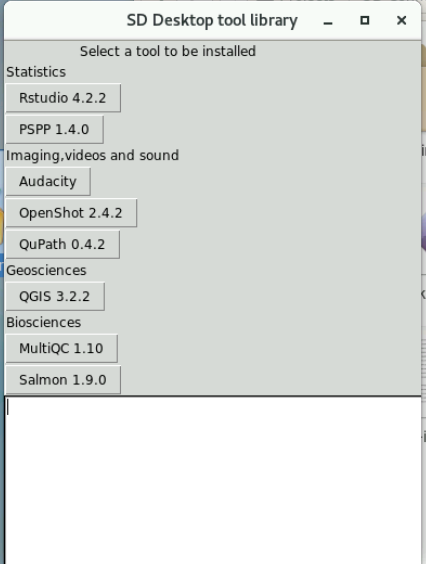 SD Desktop tool library
Select a tool to be installed
Statistics
Rstudio 4.2.2
PSPP 1.4.0
Imaging,videos and sound
Audacity
OpenShot 2.4.2
QuPath 0.4.2
Geosciences
QGIS 3.2.2
Biosciences
MultiQC 1.10
Salmon 1.9.0